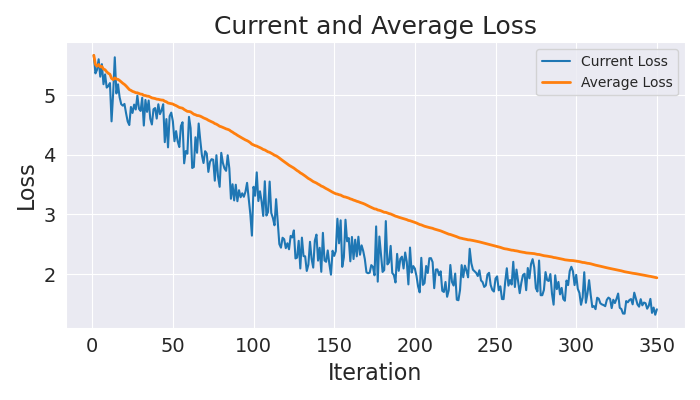 Current and Average Loss
Current Loss
Average Loss
Loss
5
4
3
2
0 50 100 150 200 250 300 350
Iteration